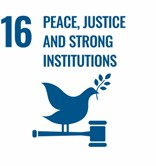 16 PEACE, JUSTICE
AND STRONG
INSTITUTIONS